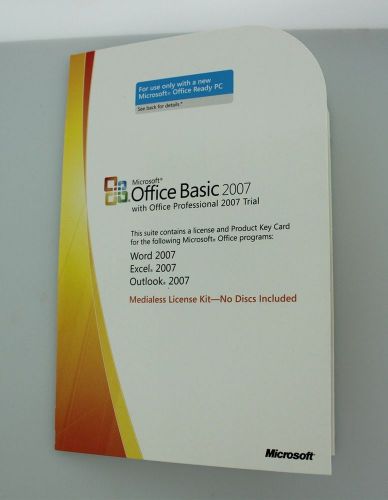 For use only with a new
Microsoft® Office Ready PC
See back for details*
Microsoft®
Office Basic 2007
with Office Professional 2007 Trial
This suite contains a license and Product Key Card
for the following Microsoft® Office programs:
Word 2007
Excel® 2007
Outlook® 2007
Medialess License Kit—No Discs Included
Microsoft®